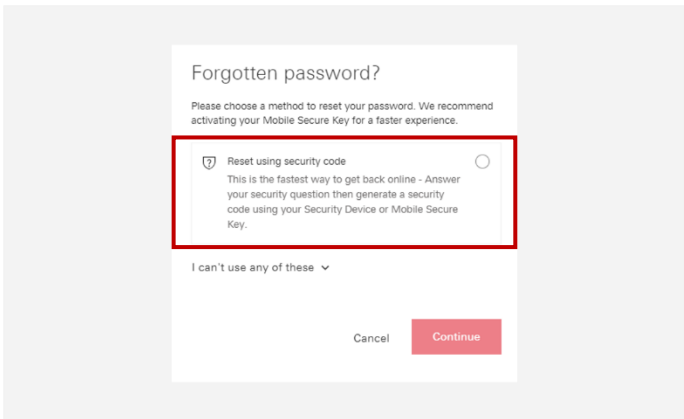 Forgotten password?
Please choose a method to reset your password. We recommend
activating your Mobile Secure Key for a faster experience.
Reset using security code
This is the fastest way to get back online - Answer
your security question then generate a security
code using your Security Device or Mobile Secure
Key.
I can't use any of these
Cancel
Continue